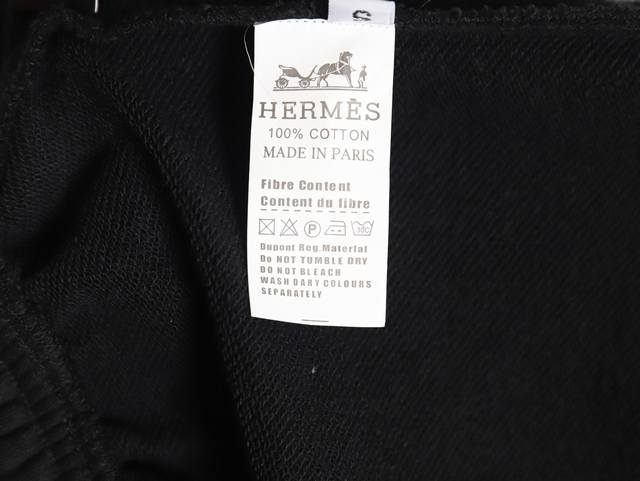 S
HERMÈS
100% COTTON
MADE IN PARIS
Fibre Content
Content du fibre
P
30C
Dupont Reg.Material
Do NOT TUMBLE DRY
DO NOT BLEACH
WASH DARY COLOURS
SEPARATELY